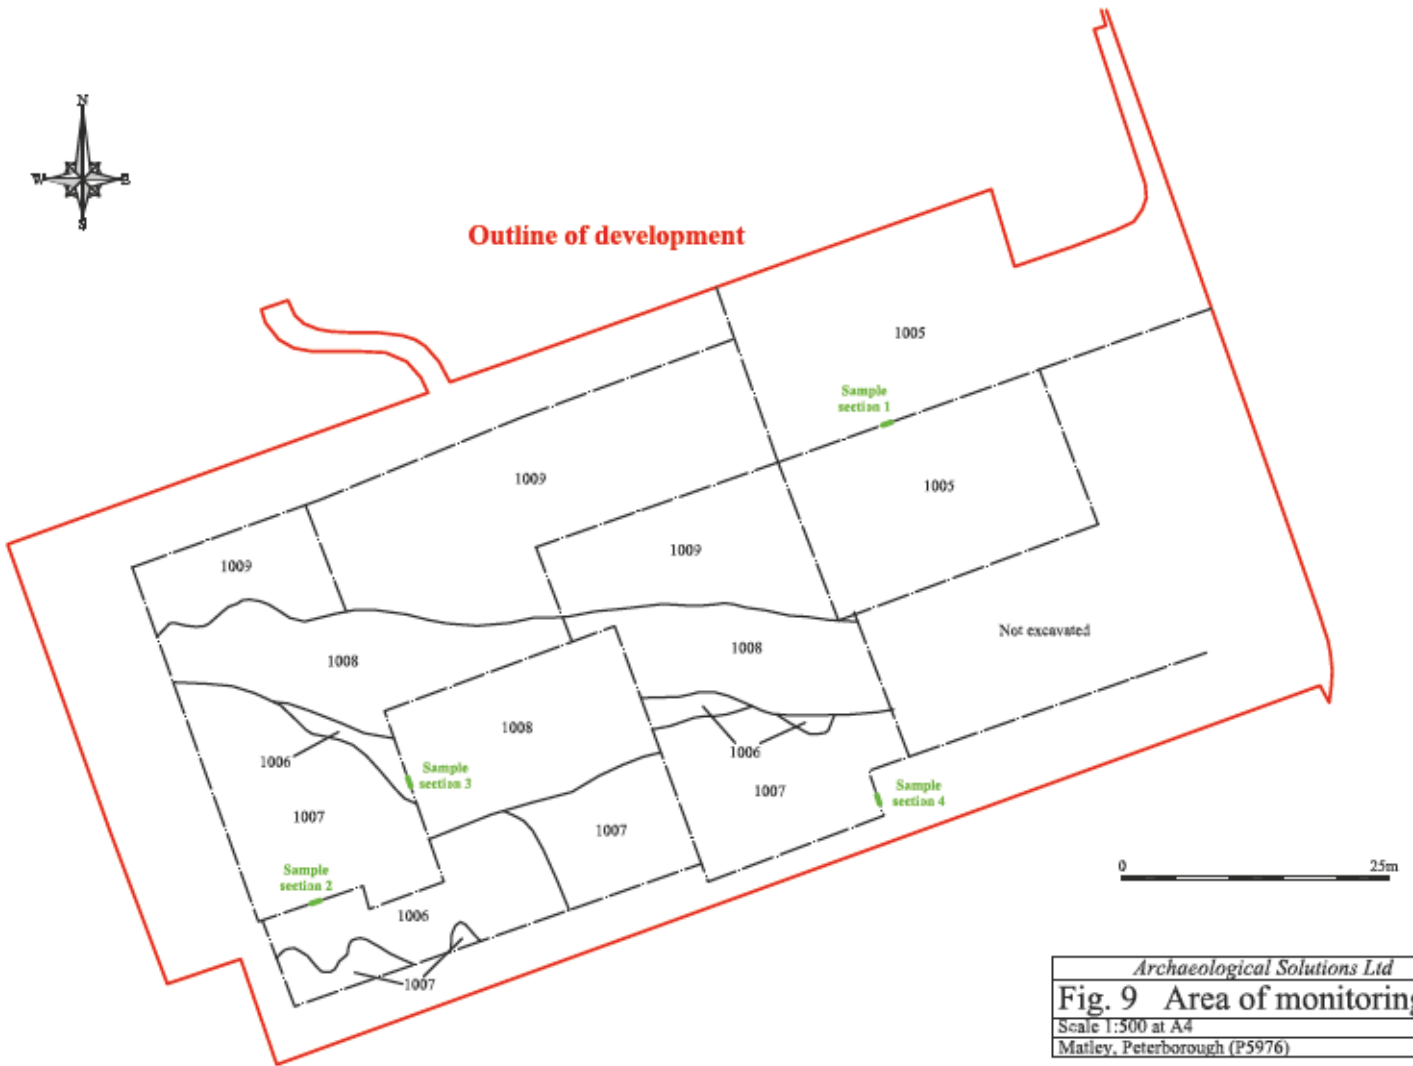 N
W E
S
Outline of development
1005
Sample
section 1
1009
1005
1009
1009
Not excavated
1008
1008
1008
1006
1006
Sample
section 3
1007
Sample
section 4
1007
1007
Sample
section 2
1006
1007
0 25m
Archaeological Solutions Ltd
Fig. 9 Area of monitoring
Scale 1:500 at A4
Matley, Peterborough (P5976)